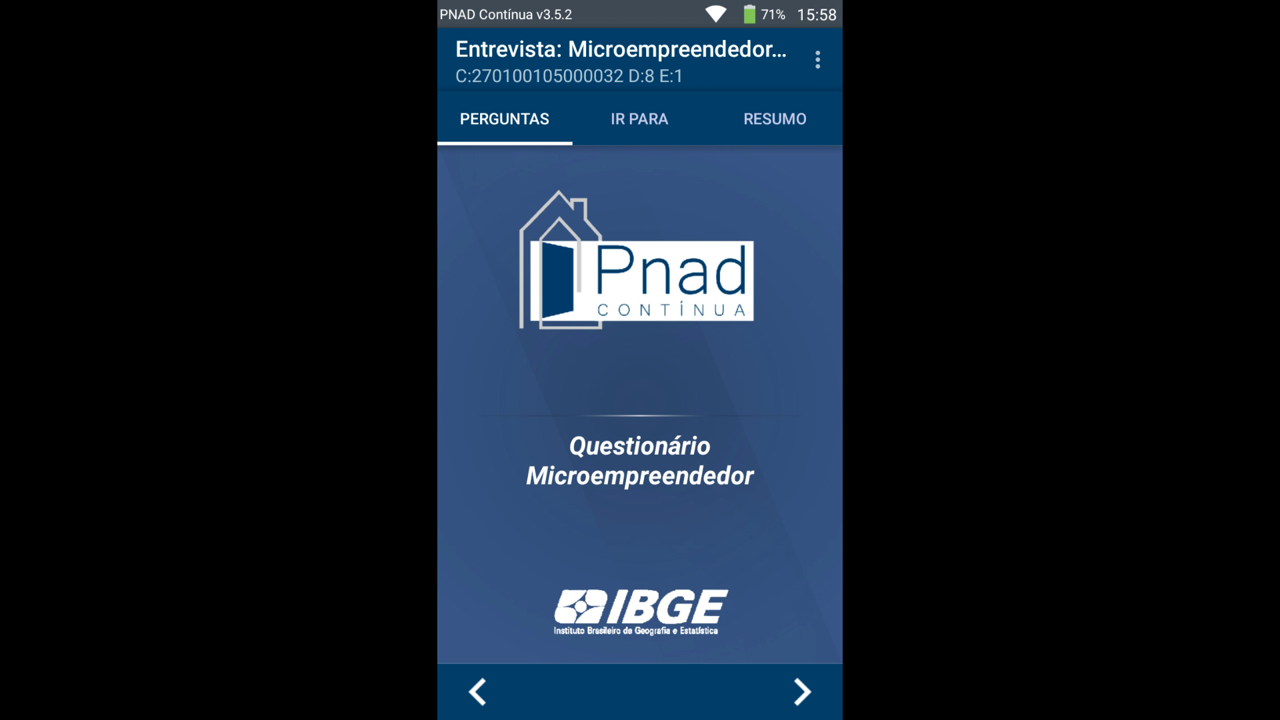 PNAD Contínua v3.5.2
71%
15:58
Entrevista: Microempreendedor...
C:270100105000032 D:8 E:1
PERGUNTAS
IR PARA
RESUMO
Pnad
CONTÍNUA
Questionário
Microempreendedor
IBGE
Instituto Brasileiro de Geografia e Estatística